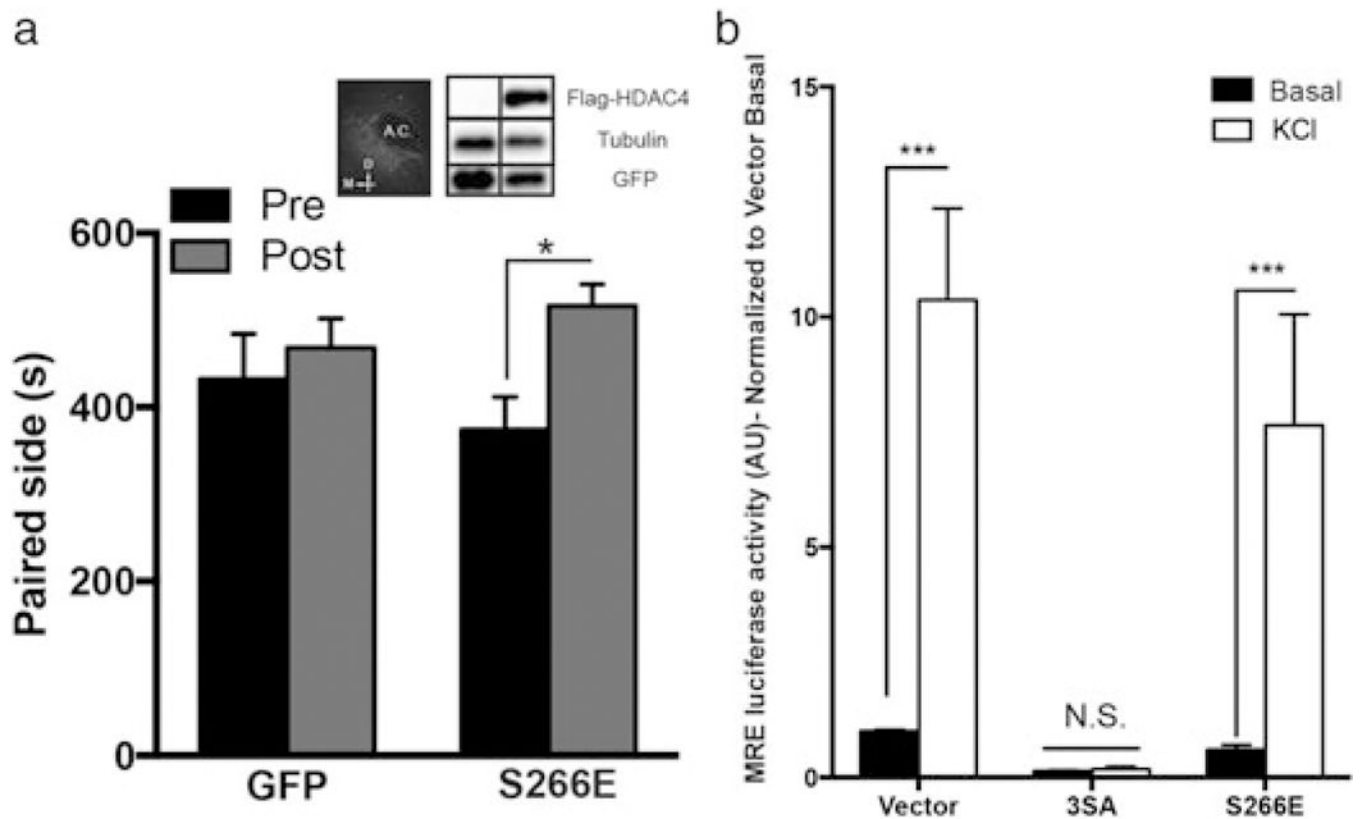 a
A.C.
D
M
Flag-HDAC4
Tubulin
GFP
Pre
Post
*
Paired side (s)
600
400
200
0
GFP
S266E
b
MRE luciferase activity (AU)- Normalized to Vector Basal
Basal
KCl
15
10
5
0
***
N.S.
***
Vector
3SA
S266E